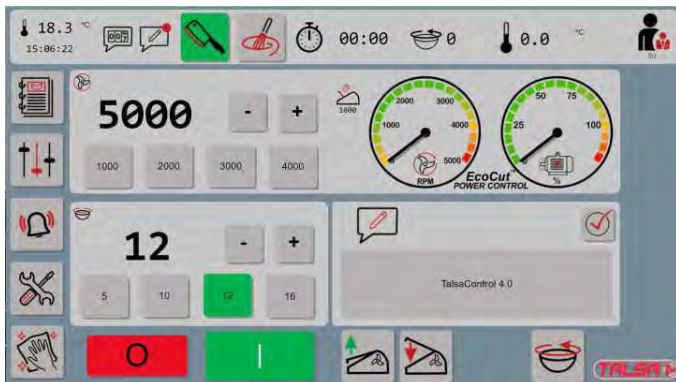 18.3 °C
15:06:22
00:00
0
0.0 °C
5000
- +
1000 2000 3000 4000
1000
1000 2000 3000 4000 5000
RPM
25 50 75 100
%
EcoCut™
POWER CONTROL
12
- +
5 10 12 16
TalsaControl 4.0
O I
TALSA